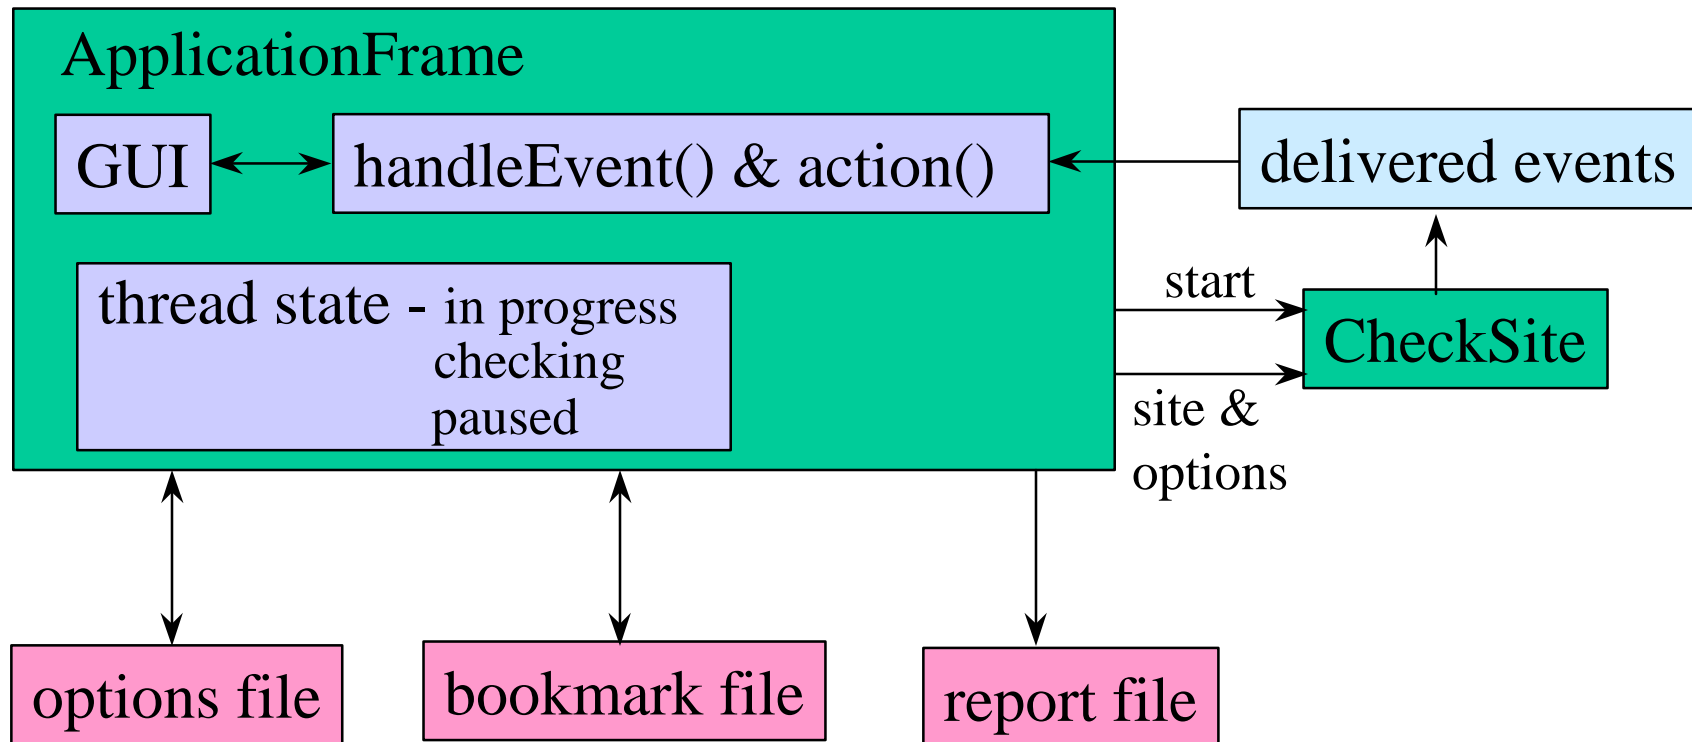 ApplicationFrame
GUI
handleEvent() & action()
delivered events
thread state - in progress
checking
paused
start
CheckSite
site &
options
options file
bookmark file
report file